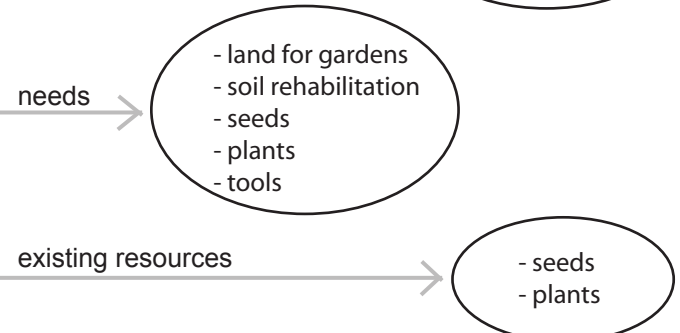 needs
- land for gardens
- soil rehabilitation
- seeds
- plants
- tools
existing resources
- seeds
- plants